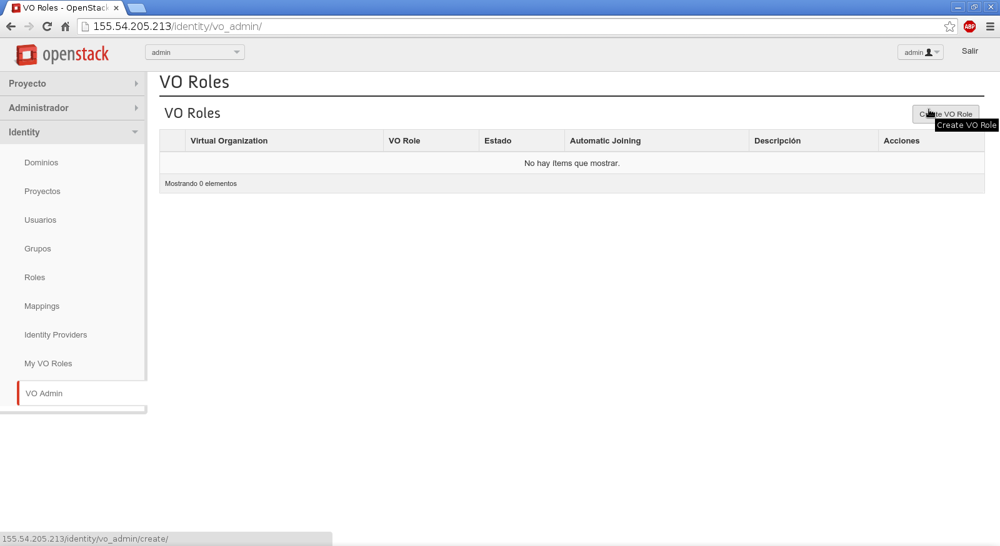 VO Roles - OpenStack
155.54.205.213/identity/vo_admin/
ABP
openstack
admin
admin
Salir
Proyecto
Administrador
Identity
Dominios
Proyectos
Usuarios
Grupos
Roles
Mappings
Identity Providers
My VO Roles
VO Admin
VO Roles
VO Roles
Create VO Role
Create VO Role
Virtual Organization VO Role Estado Automatic Joining Descripción Acciones
No hay ítems que mostrar.
Mostrando 0 elementos
155.54.205.213/identity/vo_admin/create/